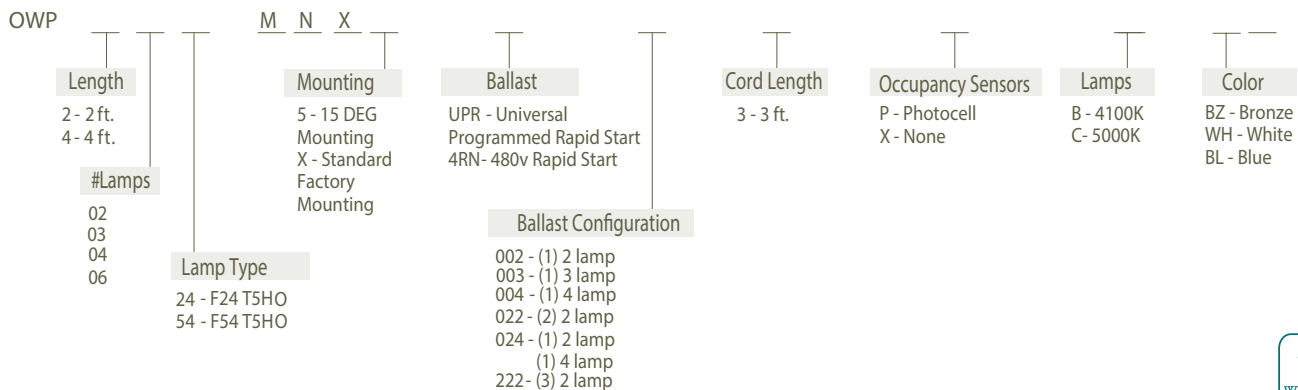 OWP M N X
Length
2 - 2 ft.
4 - 4 ft.
#Lamps
02
03
04
06
Lamp Type
24 - F24 T5HO
54 - F54 T5HO
Mounting
5 - 15 DEG
Mounting
X - Standard
Factory
Mounting
Ballast
UPR - Universal
Programmed Rapid Start
4RN- 480v Rapid Start
Ballast Configuration
002 - (1) 2 lamp
003 - (1) 3 lamp
004 - (1) 4 lamp
022 - (2) 2 lamp
024 - (1) 2 lamp
(1) 4 lamp
222- (3) 2 lamp
Cord Length
3 - 3 ft.
Occupancy Sensors
P - Photocell
X - None
Lamps
B - 4100K
C- 5000K
Color
BZ - Bronze
WH - White
BL - Blue